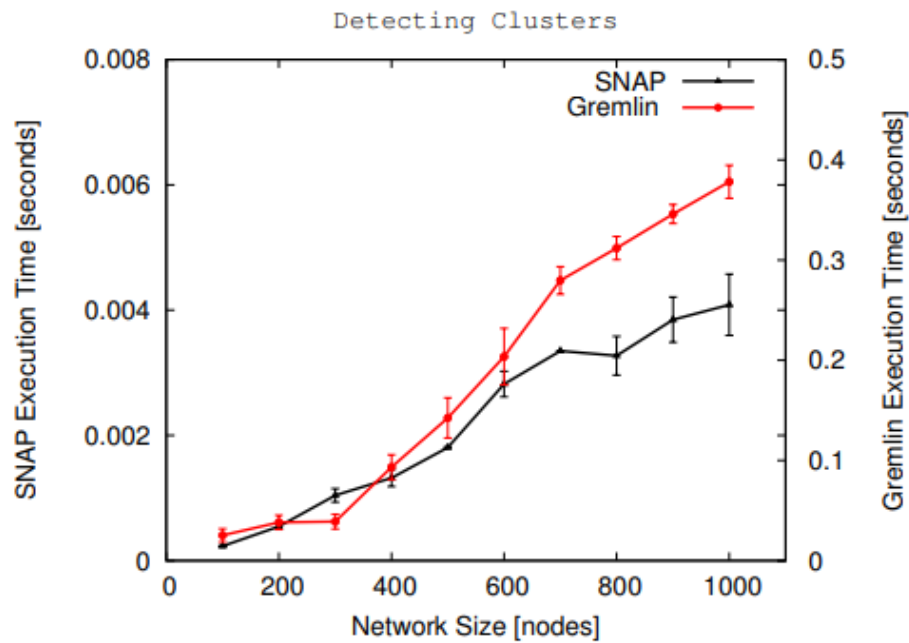 Detecting Clusters
SNAP
Gremlin
SNAP Execution Time [seconds]
0.008
0.006
0.004
0.002
0
0.5
0.4
0.3
0.2
0.1
0
Gremlin Execution Time [seconds]
0 200 400 600 800 1000
Network Size [nodes]